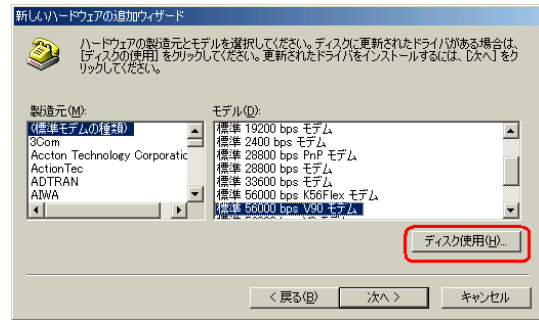 新しいハードウェアの追加ウィザード
ハードウェアの製造元とモデルを選択してください。ディスクに更新されたドライバがある場合は、
[ディスクの使用] をクリックしてください。更新されたドライバをインストールするには、[次へ] をク
リックしてください。
製造元(M):
モデル(D):
(標準モデムの種類)
3Com
Accton Technology Corporatic
ActionTec
ADTRAN
AIWA
標準 19200 bps モデム
標準 2400 bps モデム
標準 28800 bps PnP モデム
標準 28800 bps モデム
標準 33600 bps モデム
標準 56000 bps K56Flex モデム
標準 56000 bps V90 モデム
ディスク使用(H)...
< 戻る(B)
次へ >
キャンセル